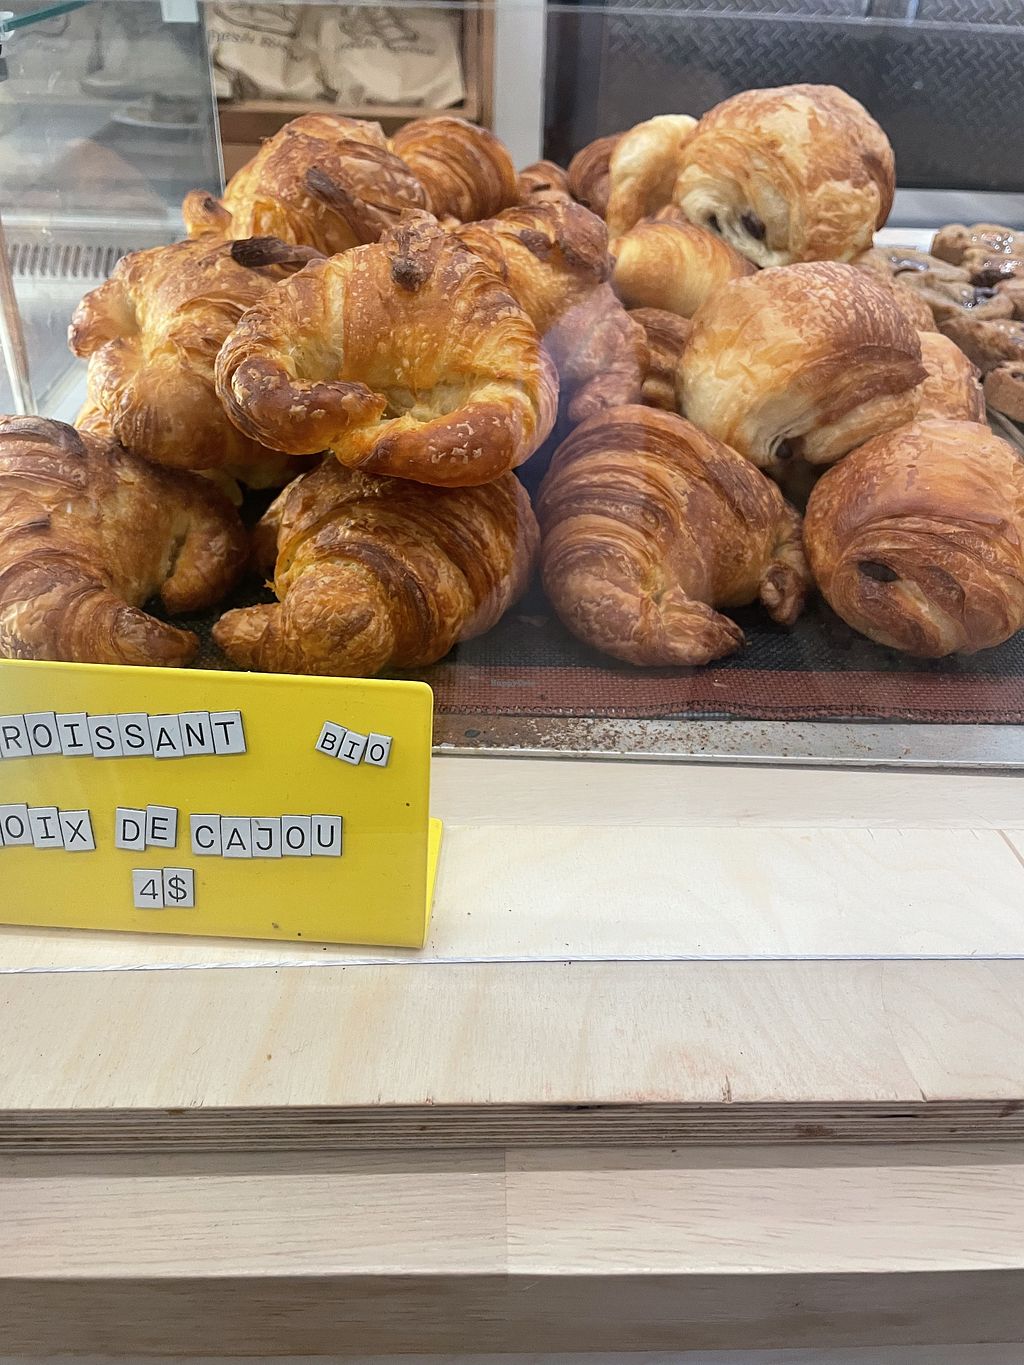 ROISSANT BIO
OIX DE CAJOU
4$